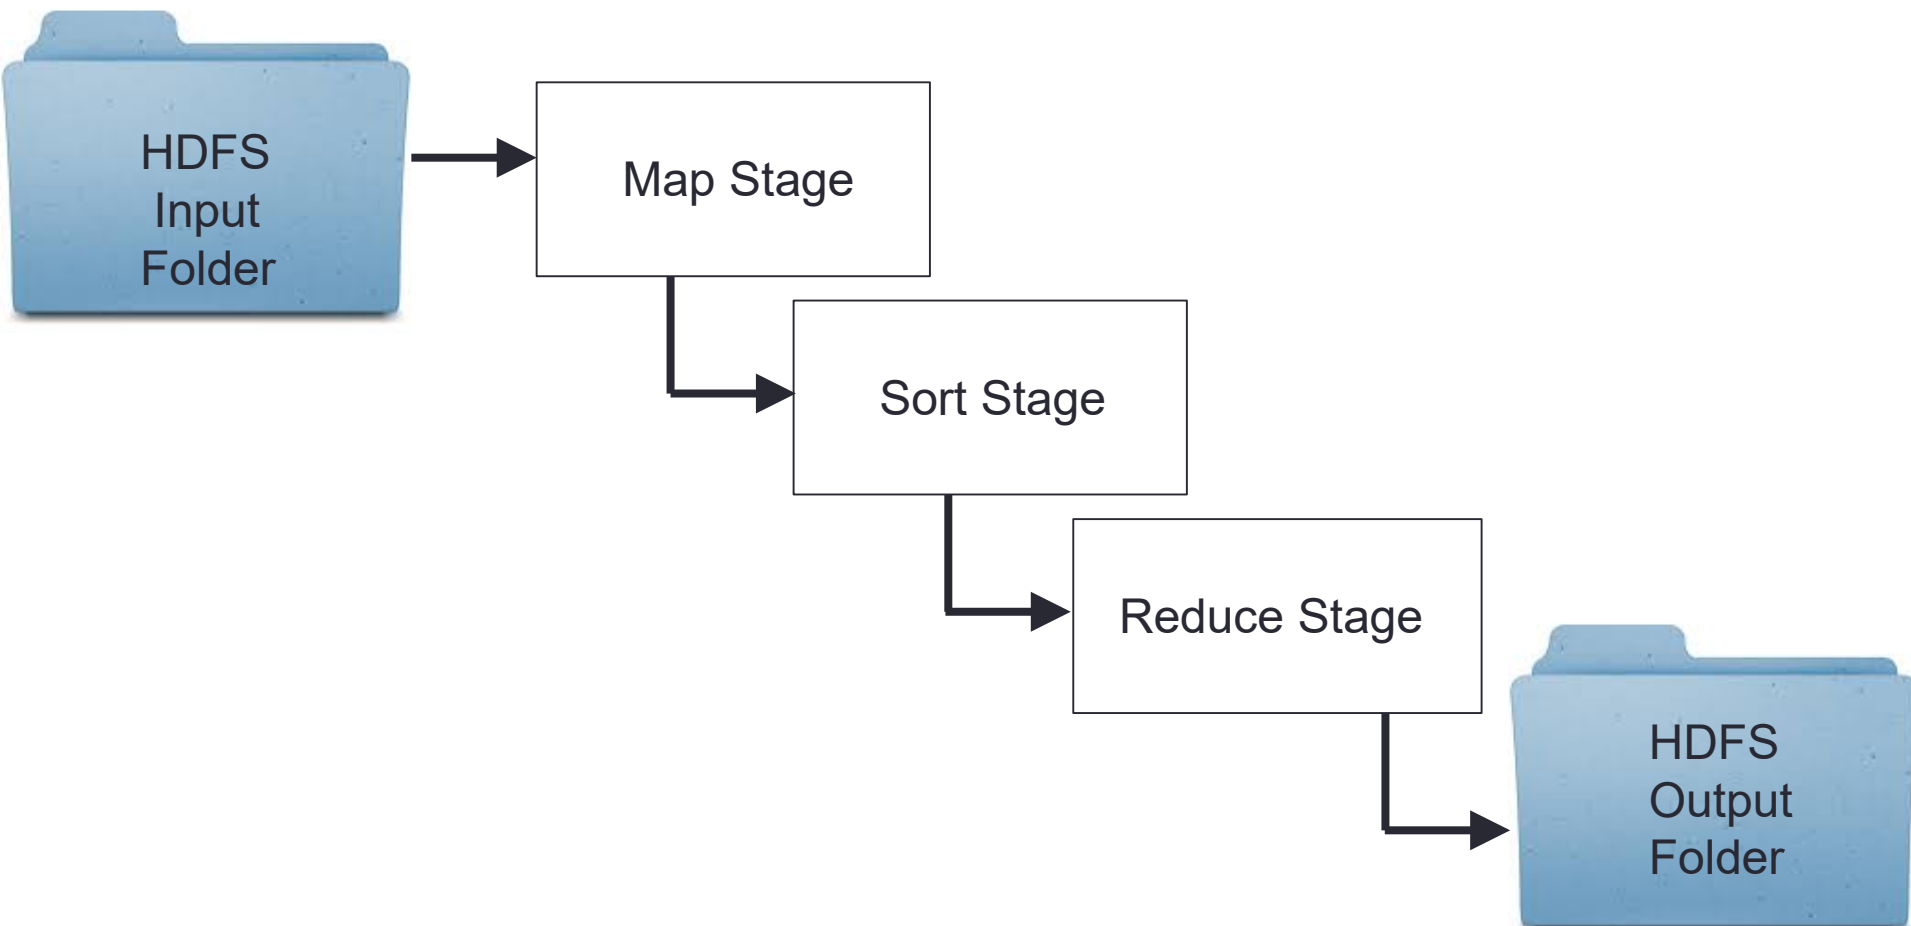 HDFS
Input
Folder
Map Stage
Sort Stage
Reduce Stage
HDFS
Output
Folder